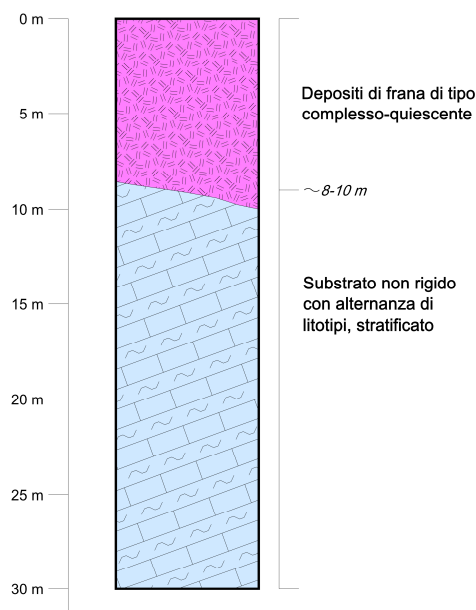 0 m
5 m
10 m
15 m
20 m
25 m
30 m
Depositi di frana di tipo
complesso-quiescente
~8-10 m
Substrato non rigido
con alternanza di
litotipi, stratificato